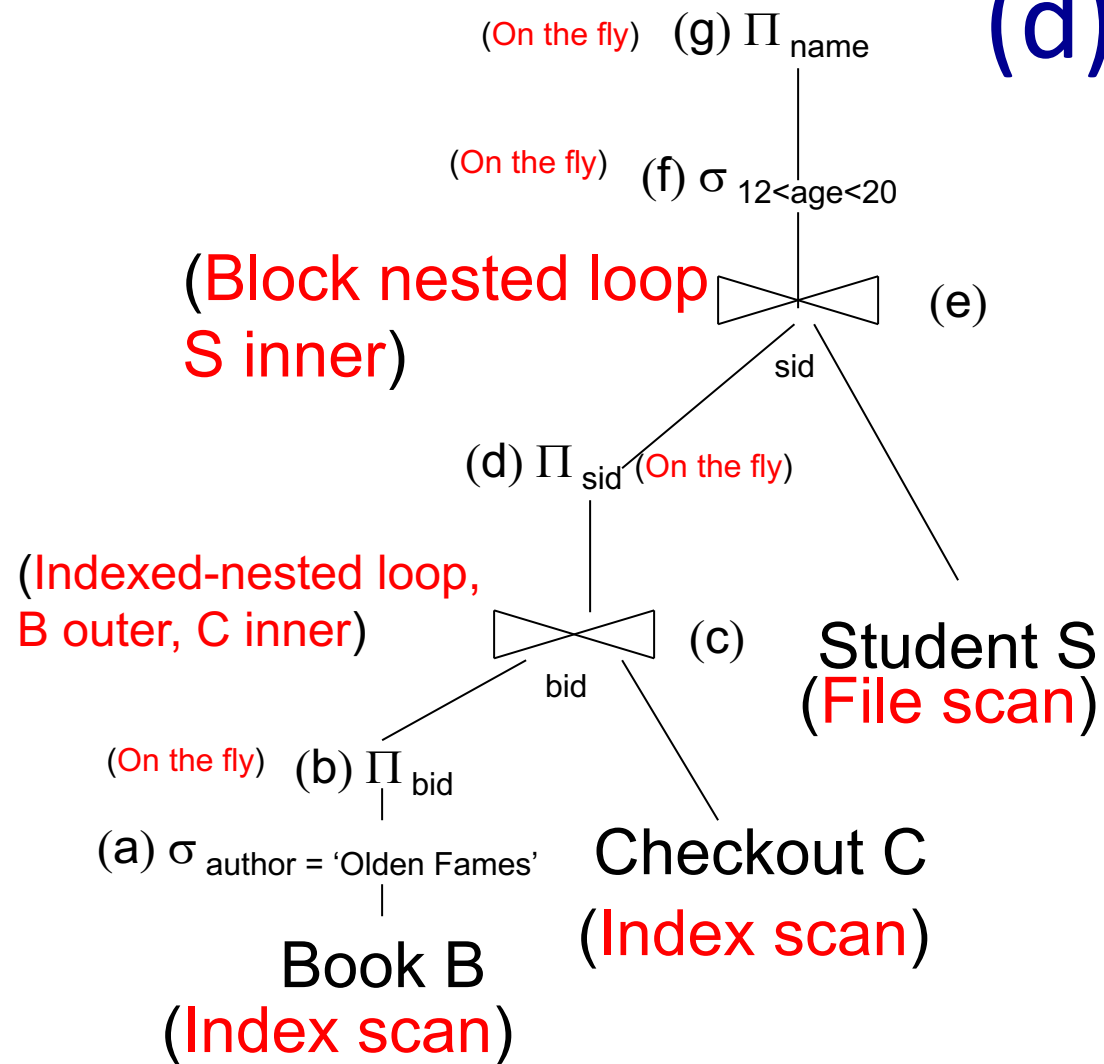 (d)
(On the fly) (g) Π name
(On the fly) (f) σ 12<age<20
(Block nested loop
S inner)
(e)
sid
(d) Π sid (On the fly)
(Indexed-nested loop,
B outer, C inner)
(c)
bid
Student S
(File scan)
(On the fly) (b) Π bid
(a) σ author = ‘Olden Fames’
Checkout C
(Index scan)
Book B
(Index scan)